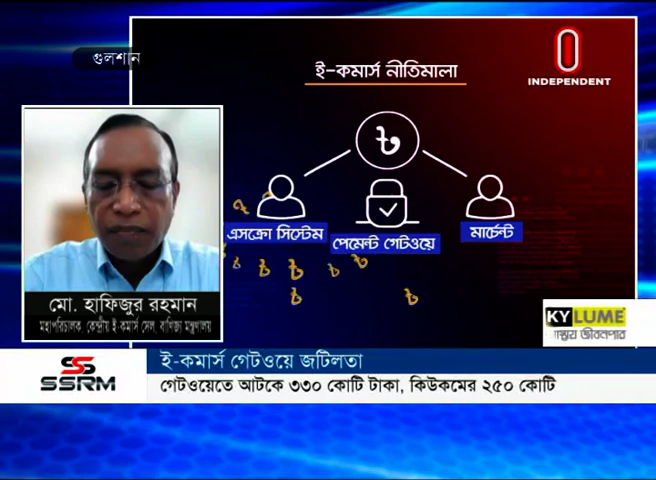 গুলশান
ই-কমার্স নীতিমালা
INDEPENDENT
৳
এসক্রো সিস্টেম
পেমেন্ট গেটওয়ে
মার্চেন্ট
মো. হাফিজুর রহমান
মহাপরিচালক, কেন্দ্রীয় ই কমার্স সেল, বাণিজ্য মন্ত্রণালয়
KYLUME
জীবনপার
SSRM
ই-কমার্স গেটওয়ে জটিলতা
গেটওয়েতে আটকে ৩৩০ কোটি টাকা, কিউকমের ২৫০ কোটি